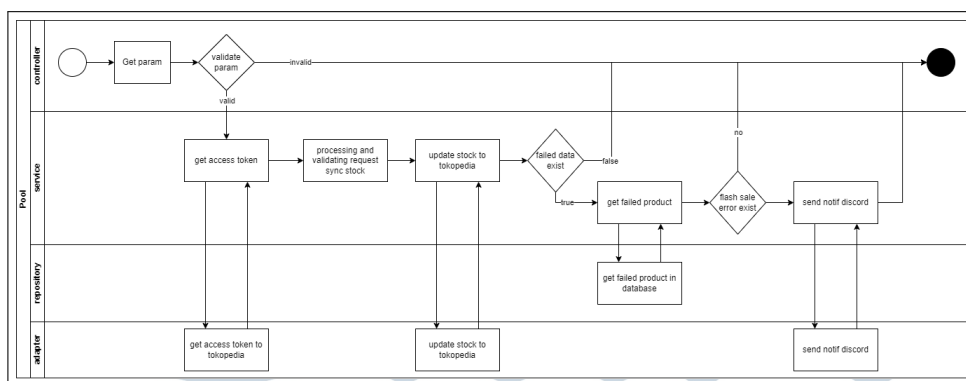 Pool
controller
Get param
validate
param
invalid
valid
service
get access token
processing and
validating request
sync stock
update stock to
tokopedia
failed data
exist
false
true
get failed product
flash sale
error exist
no
send notif discord
repository
get failed product in
database
adapter
get access token to
tokopedia
update stock to
tokopedia
send notif discord